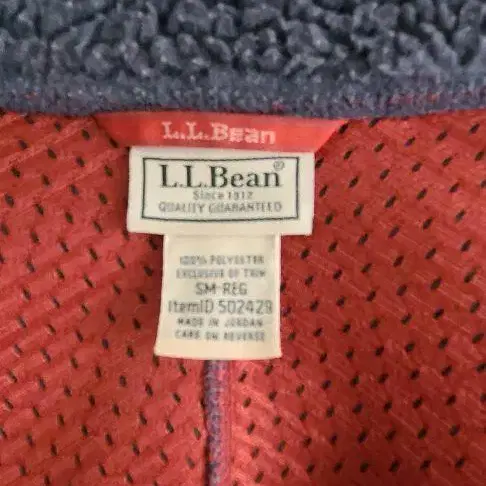 L.L.Bean
L.L.Bean®
Since 1912
QUALITY GUARANTEED
100% POLYESTER
EXCLUSIVE OF TRIM
SM-REG
ItemID 502429
MADE IN JORDAN
CARE ON REVERSE